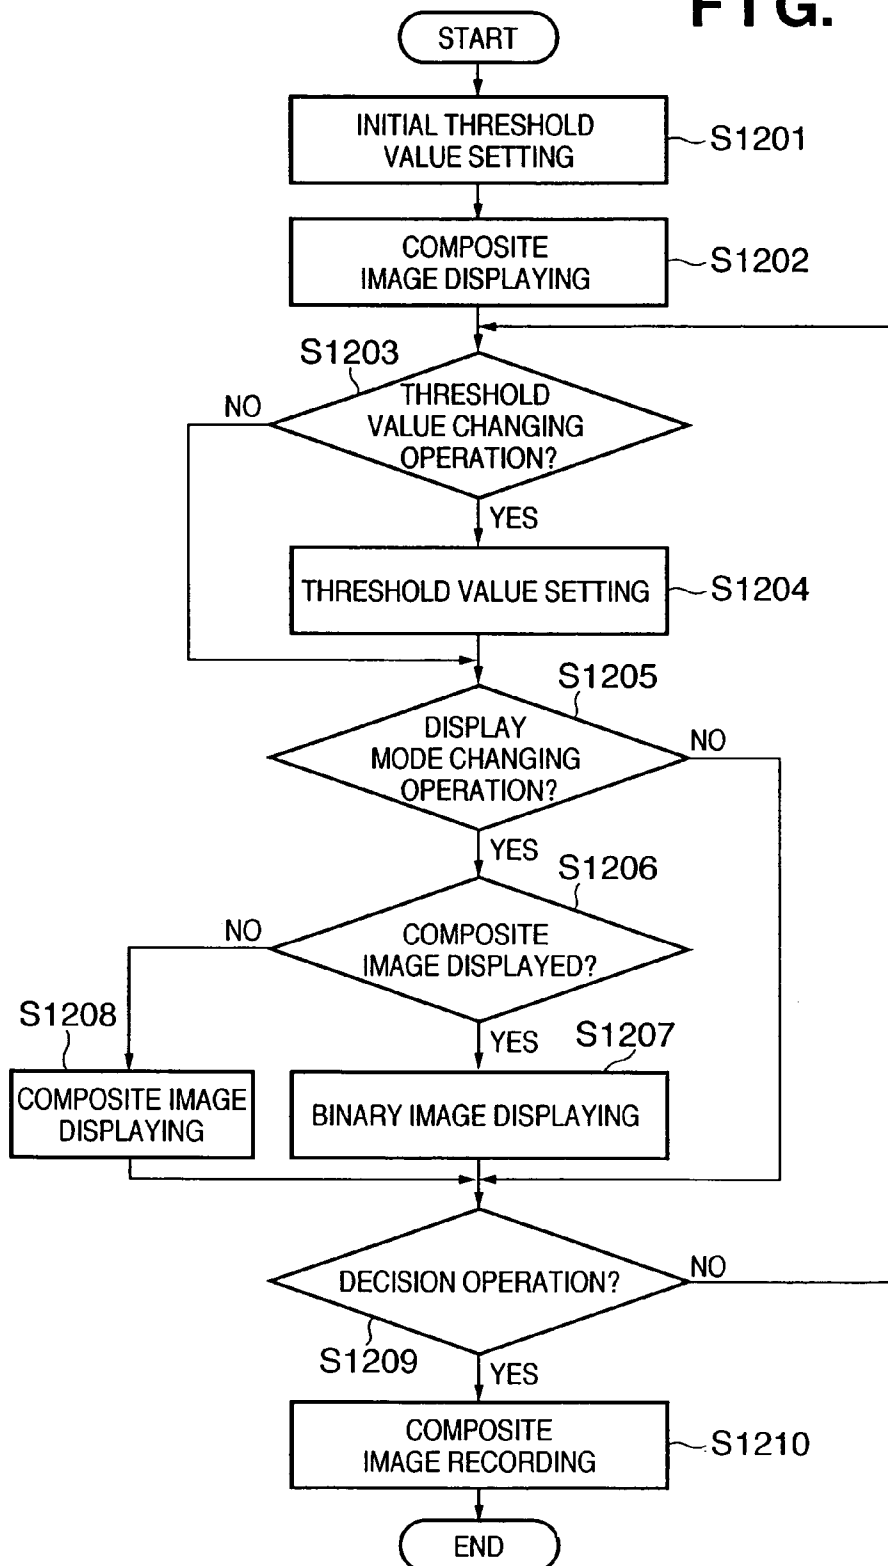 FIG.
START
INITIAL THRESHOLD
VALUE SETTING
S1201
COMPOSITE
IMAGE DISPLAYING
S1202
S1203
THRESHOLD
VALUE CHANGING
OPERATION?
NO
YES
THRESHOLD VALUE SETTING
S1204
S1205
DISPLAY
MODE CHANGING
OPERATION?
NO
YES
S1206
COMPOSITE
IMAGE DISPLAYED?
NO
YES
S1208
COMPOSITE IMAGE
DISPLAYING
S1207
BINARY IMAGE DISPLAYING
DECISION OPERATION?
NO
S1209
YES
COMPOSITE
IMAGE RECORDING
S1210
END